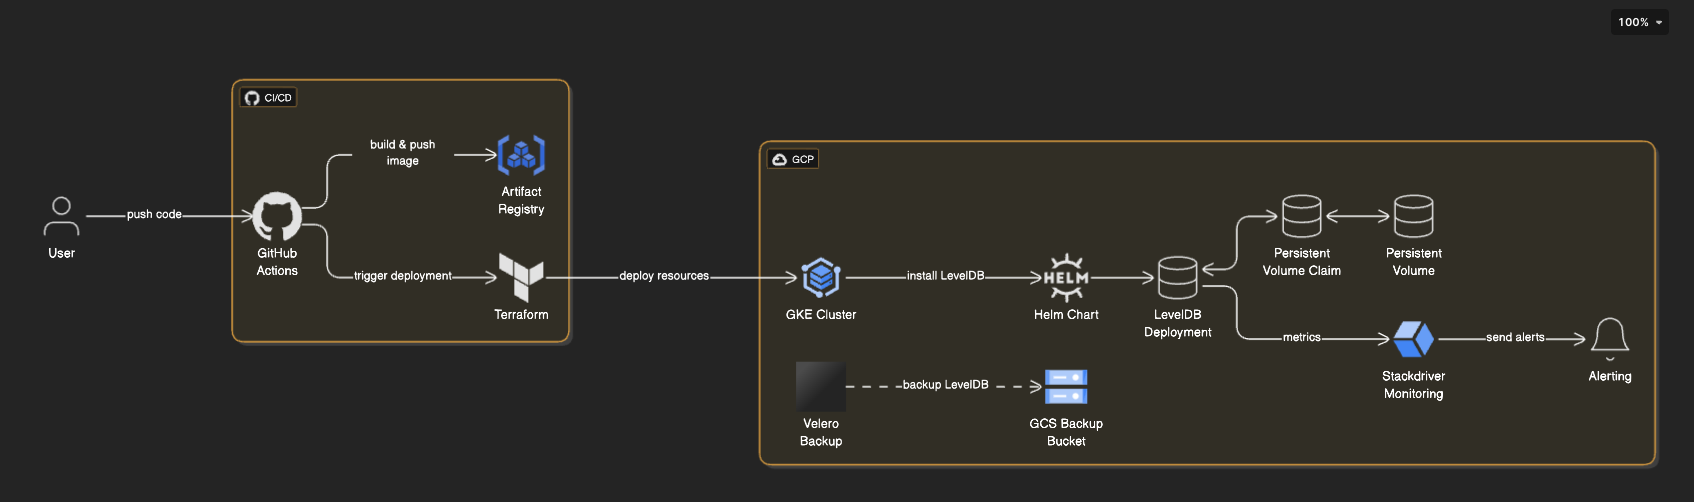 100%
CI/CD
build & push
image
Artifact
Registry
push code
User
GitHub
Actions
trigger deployment
Terraform
deploy resources
GCP
GKE Cluster
install LevelDB
HELM
Helm Chart
LevelDB
Deployment
Persistent
Volume Claim
Persistent
Volume
metrics
Stackdriver
Monitoring
send alerts
Alerting
Velero
Backup
backup LevelDB
GCS Backup
Bucket